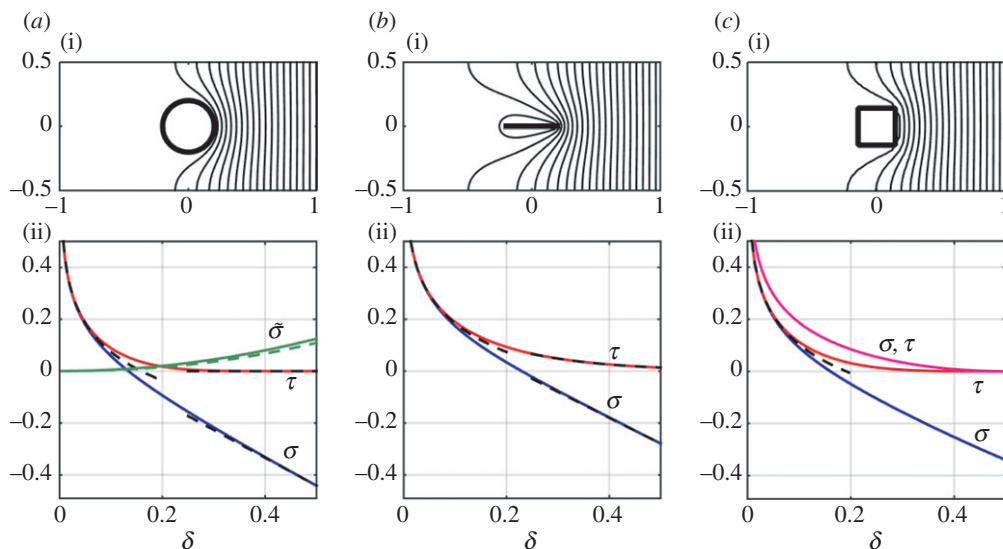 (a) (b) (c)
(i) (i) (i)
0.5 0.5 0.5
0 0 0
–0.5 –0.5 –0.5
–1 0 1 –1 0 1 –1 0 1
(ii) (ii) (ii)
0.4 0.4 0.4
0.2 0.2 0.2
σ̃ σ, τ
τ
0 0 0
τ τ
–0.2 –0.2 –0.2
σ σ σ
–0.4 –0.4 –0.4
0 0.2 0.4 0 0.2 0.4 0 0.2 0.4
δ δ δ